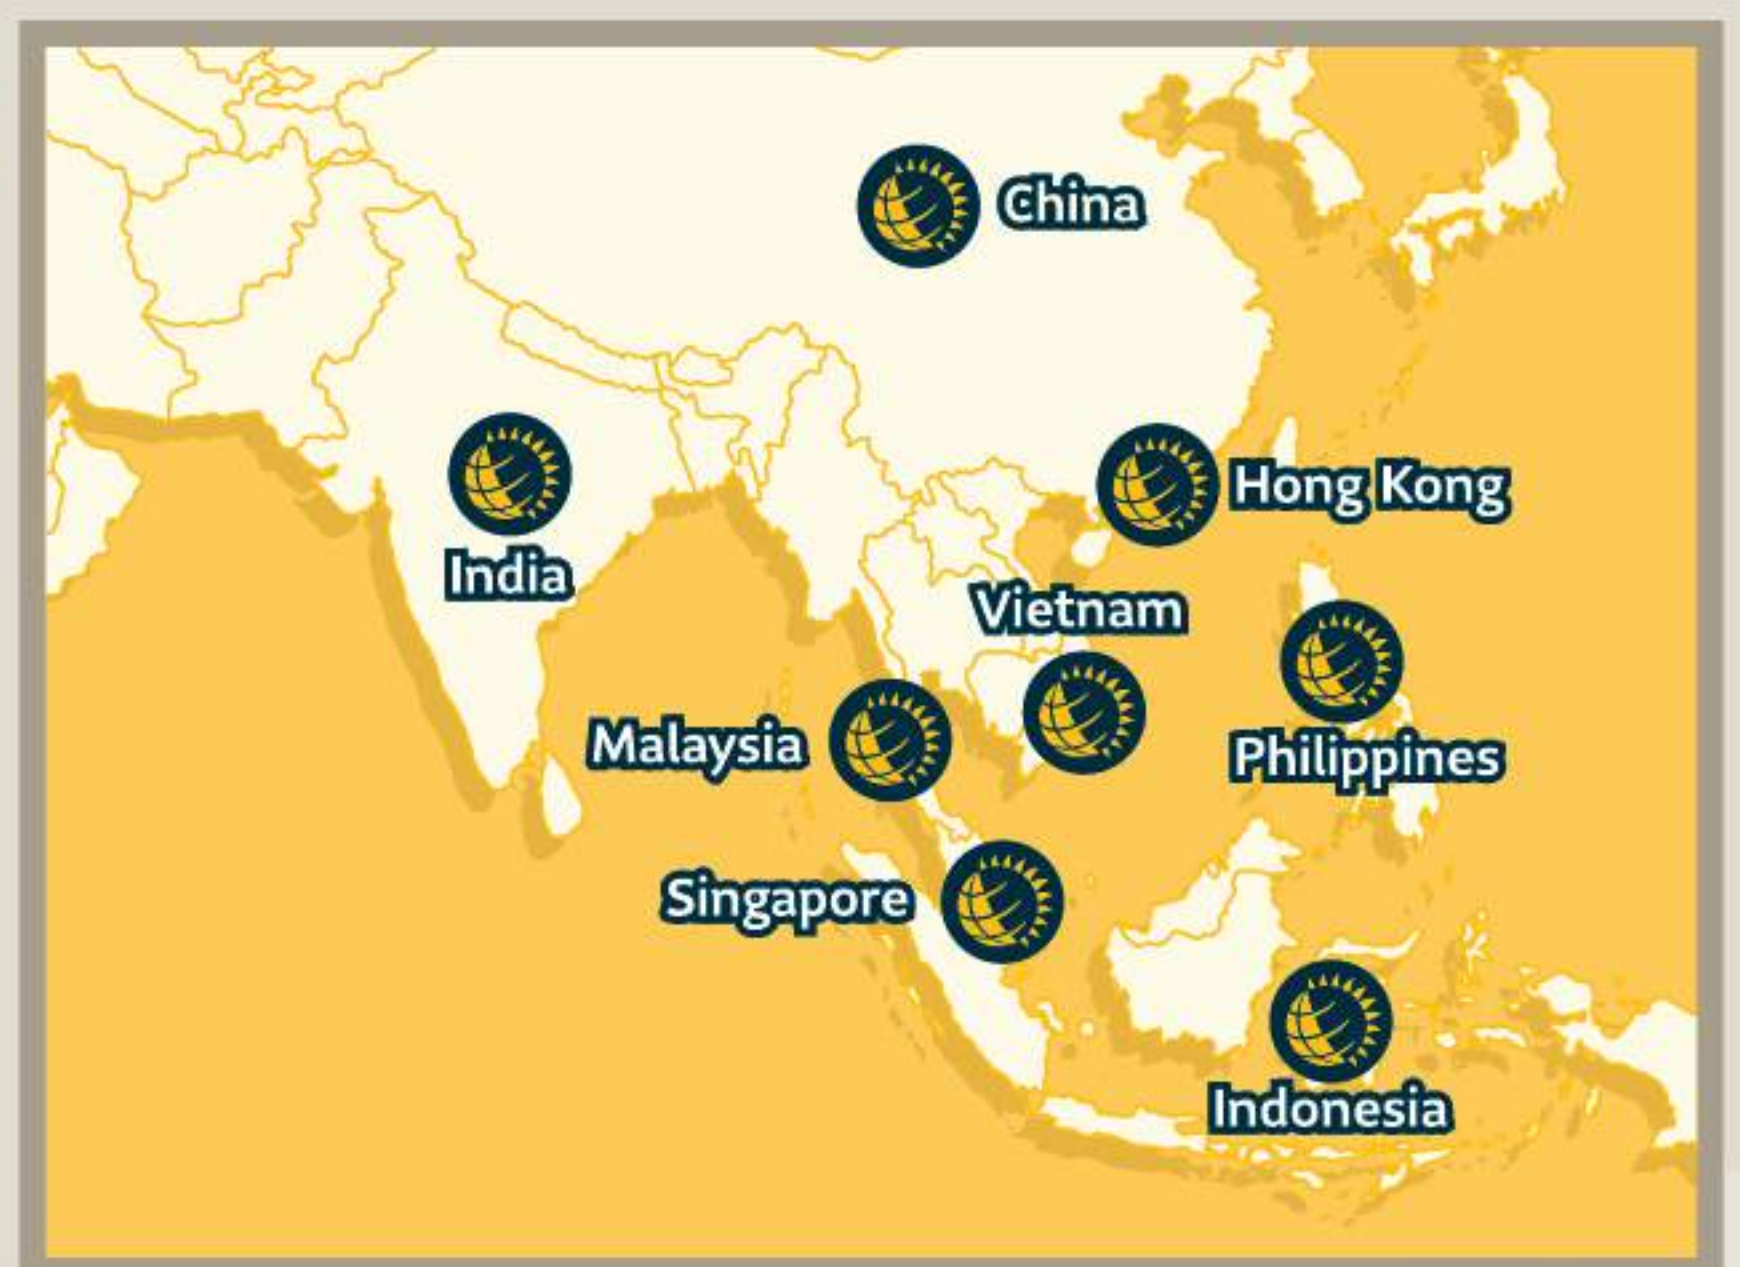 China
Hong Kong
India
Vietnam
Malaysia
Philippines
Singapore
Indonesia